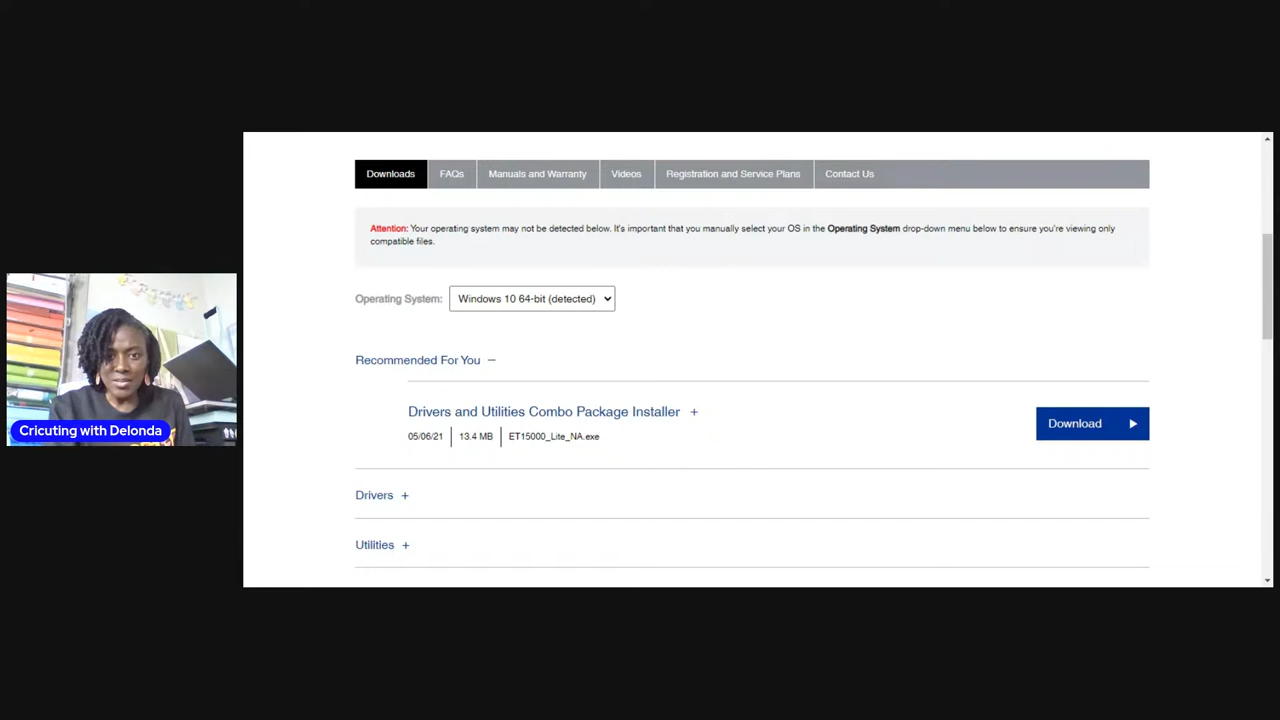 Downloads
FAQs
Manuals and Warranty
Videos
Registration and Service Plans
Contact Us
Attention: Your operating system may not be detected below. It's important that you manually select your OS in the Operating System drop-down menu below to ensure you're viewing only
compatible files.
Operating System:
Windows 10 64-bit (detected)
Recommended For You −
Drivers and Utilities Combo Package Installer +
05/06/21
13.4 MB
ET15000_Lite_NA.exe
Download
Drivers +
Utilities +
Cricuting with Delonda